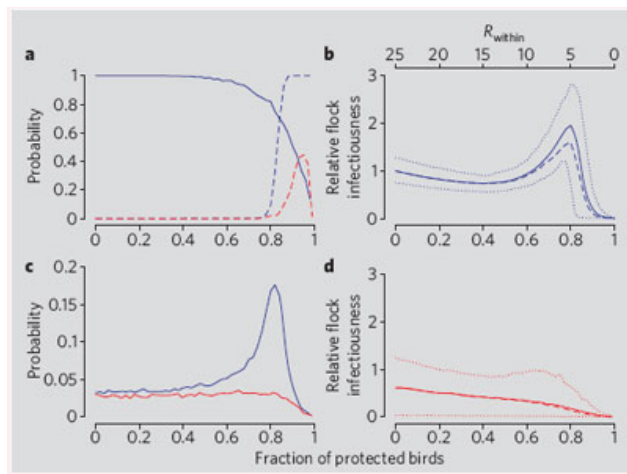 R within
a
b
25 20 15 10 5 0
Probability
1
0.8
0.6
0.4
0.2
0
0 0.2 0.4 0.6 0.8 1
Relative flock
infectiousness
3
2
1
0
0 0.2 0.4 0.6 0.8 1
c
d
Probability
0.2
0.15
0.1
0.05
0
0 0.2 0.4 0.6 0.8 1
Relative flock
infectiousness
3
2
1
0
0 0.2 0.4 0.6 0.8 1
Fraction of protected birds